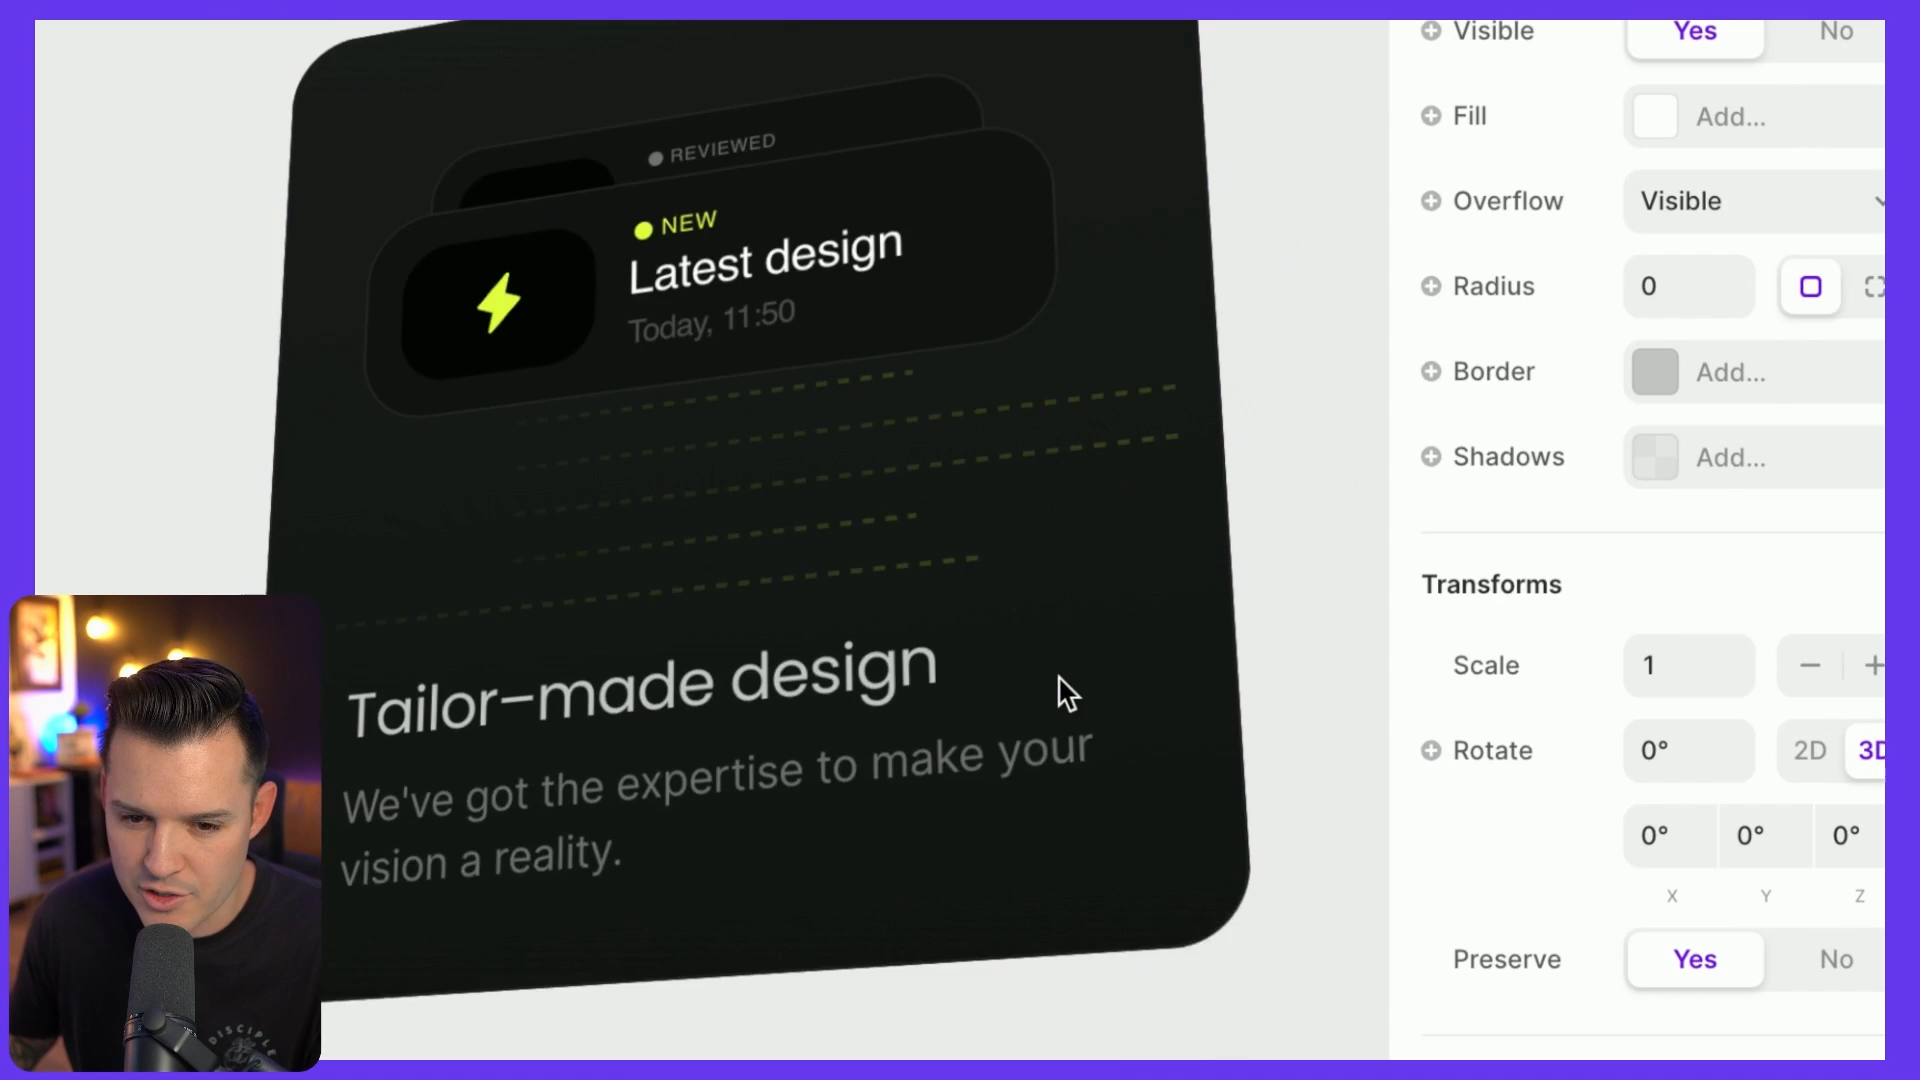 REVIEWED
NEW
Latest design
Today, 11:50
Tailor–made design
We've got the expertise to make your
vision a reality.
DISCIPLE
Visible Yes No
Fill Add...
Overflow Visible
Radius 0
Border Add...
Shadows Add...
Transforms
Scale 1
Rotate 0° 2D 3D
0° 0° 0°
X Y Z
Preserve Yes No